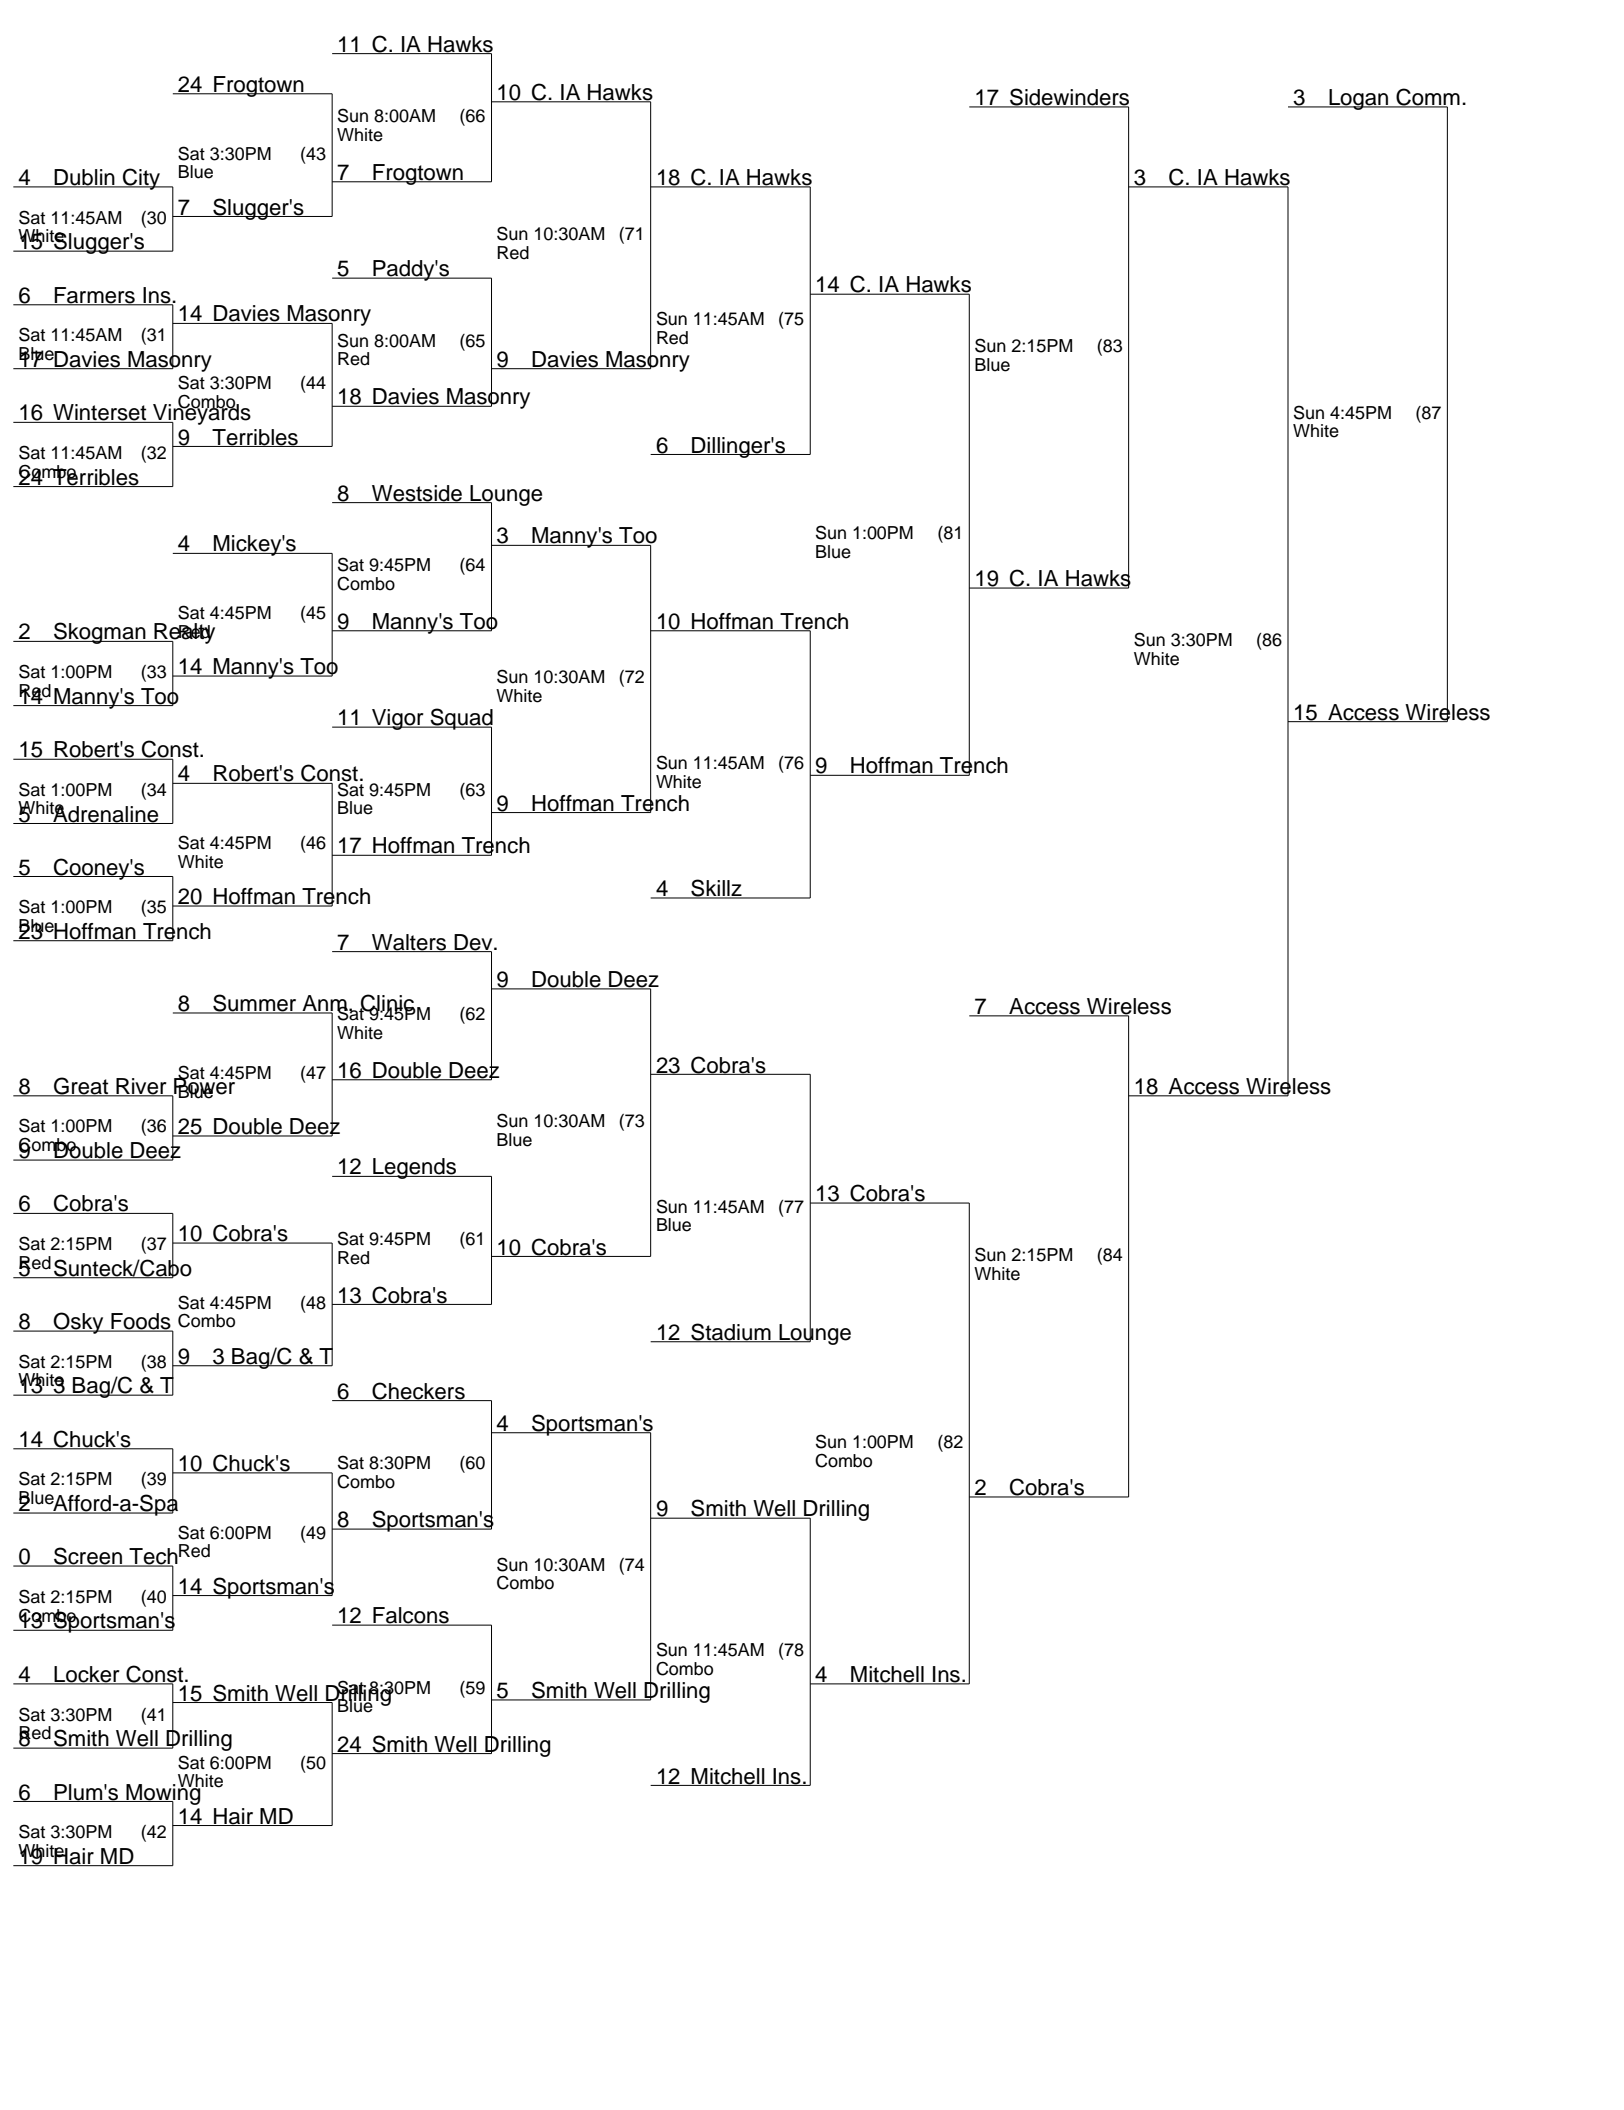 11 C. IA Hawks
24 Frogtown
10 C. IA Hawks
17 Sidewinders
3 Logan Comm.
Sun 8:00AM (66
White
Sat 3:30PM (43
Blue
7 Frogtown
4 Dublin City
18 C. IA Hawks
3 C. IA Hawks
7 Slugger's
Sat 11:45AM (30
White
15 Slugger's
Sun 10:30AM (71
Red
5 Paddy's
14 C. IA Hawks
6 Farmers Ins.
14 Davies Masonry
Sun 11:45AM (75
Red
Sat 11:45AM (31
Blue
17 Davies Masonry
Sun 8:00AM (65
Red
9 Davies Masonry
Sun 2:15PM (83
Blue
Sat 3:30PM (44
Combo
18 Davies Masonry
16 Winterset Vineyards
Sun 4:45PM (87
White
9 Terribles
6 Dillinger's
Sat 11:45AM (32
Combo
24 Terribles
8 Westside Lounge
3 Manny's Too
Sun 1:00PM (81
Blue
4 Mickey's
Sat 9:45PM (64
Combo
19 C. IA Hawks
Sat 4:45PM (45
Red
9 Manny's Too
10 Hoffman Trench
2 Skogman Realty
Sun 3:30PM (86
White
Sat 1:00PM (33
Red
14 Manny's Too
14 Manny's Too
Sun 10:30AM (72
White
11 Vigor Squad
15 Access Wireless
15 Robert's Const.
4 Robert's Const.
Sun 11:45AM (76
White
9 Hoffman Trench
Sat 1:00PM (34
White
5 Adrenaline
Sat 9:45PM (63
Blue
9 Hoffman Trench
Sat 4:45PM (46
White
17 Hoffman Trench
5 Cooney's
20 Hoffman Trench
4 Skillz
Sat 1:00PM (35
Blue
23 Hoffman Trench
7 Walters Dev.
9 Double Deez
8 Summer Anm. Clinic
Sat 9:45PM (62
White
7 Access Wireless
Sat 4:45PM (47
Blue
16 Double Deez
23 Cobra's
8 Great River Power
18 Access Wireless
Sat 1:00PM (36
Combo
9 Double Deez
25 Double Deez
Sun 10:30AM (73
Blue
12 Legends
6 Cobra's
13 Cobra's
Sat 2:15PM (37
Red
5 Sunteck/Cabo
10 Cobra's
Sat 9:45PM (61
Red
10 Cobra's
Sun 11:45AM (77
Blue
Sun 2:15PM (84
White
Sat 4:45PM (48
Combo
13 Cobra's
8 Osky Foods
12 Stadium Lounge
Sat 2:15PM (38
White
13 3 Bag/C & T
9 3 Bag/C & T
6 Checkers
4 Sportsman's
14 Chuck's
10 Chuck's
Sat 8:30PM (60
Combo
Sun 1:00PM (82
Combo
Sat 2:15PM (39
Blue
2 Afford-a-Spa
2 Cobra's
8 Sportsman's
9 Smith Well Drilling
Sat 6:00PM (49
Red
0 Screen Tech
Sun 10:30AM (74
Combo
Sat 2:15PM (40
Combo
13 Sportsman's
14 Sportsman's
12 Falcons
Sun 11:45AM (78
Combo
4 Locker Const.
15 Smith Well Drilling
Sat 8:30PM (59
Blue
5 Smith Well Drilling
4 Mitchell Ins.
Sat 3:30PM (41
Red
8 Smith Well Drilling
24 Smith Well Drilling
Sat 6:00PM (50
White
12 Mitchell Ins.
6 Plum's Mowing
14 Hair MD
Sat 3:30PM (42
White
19 Hair MD